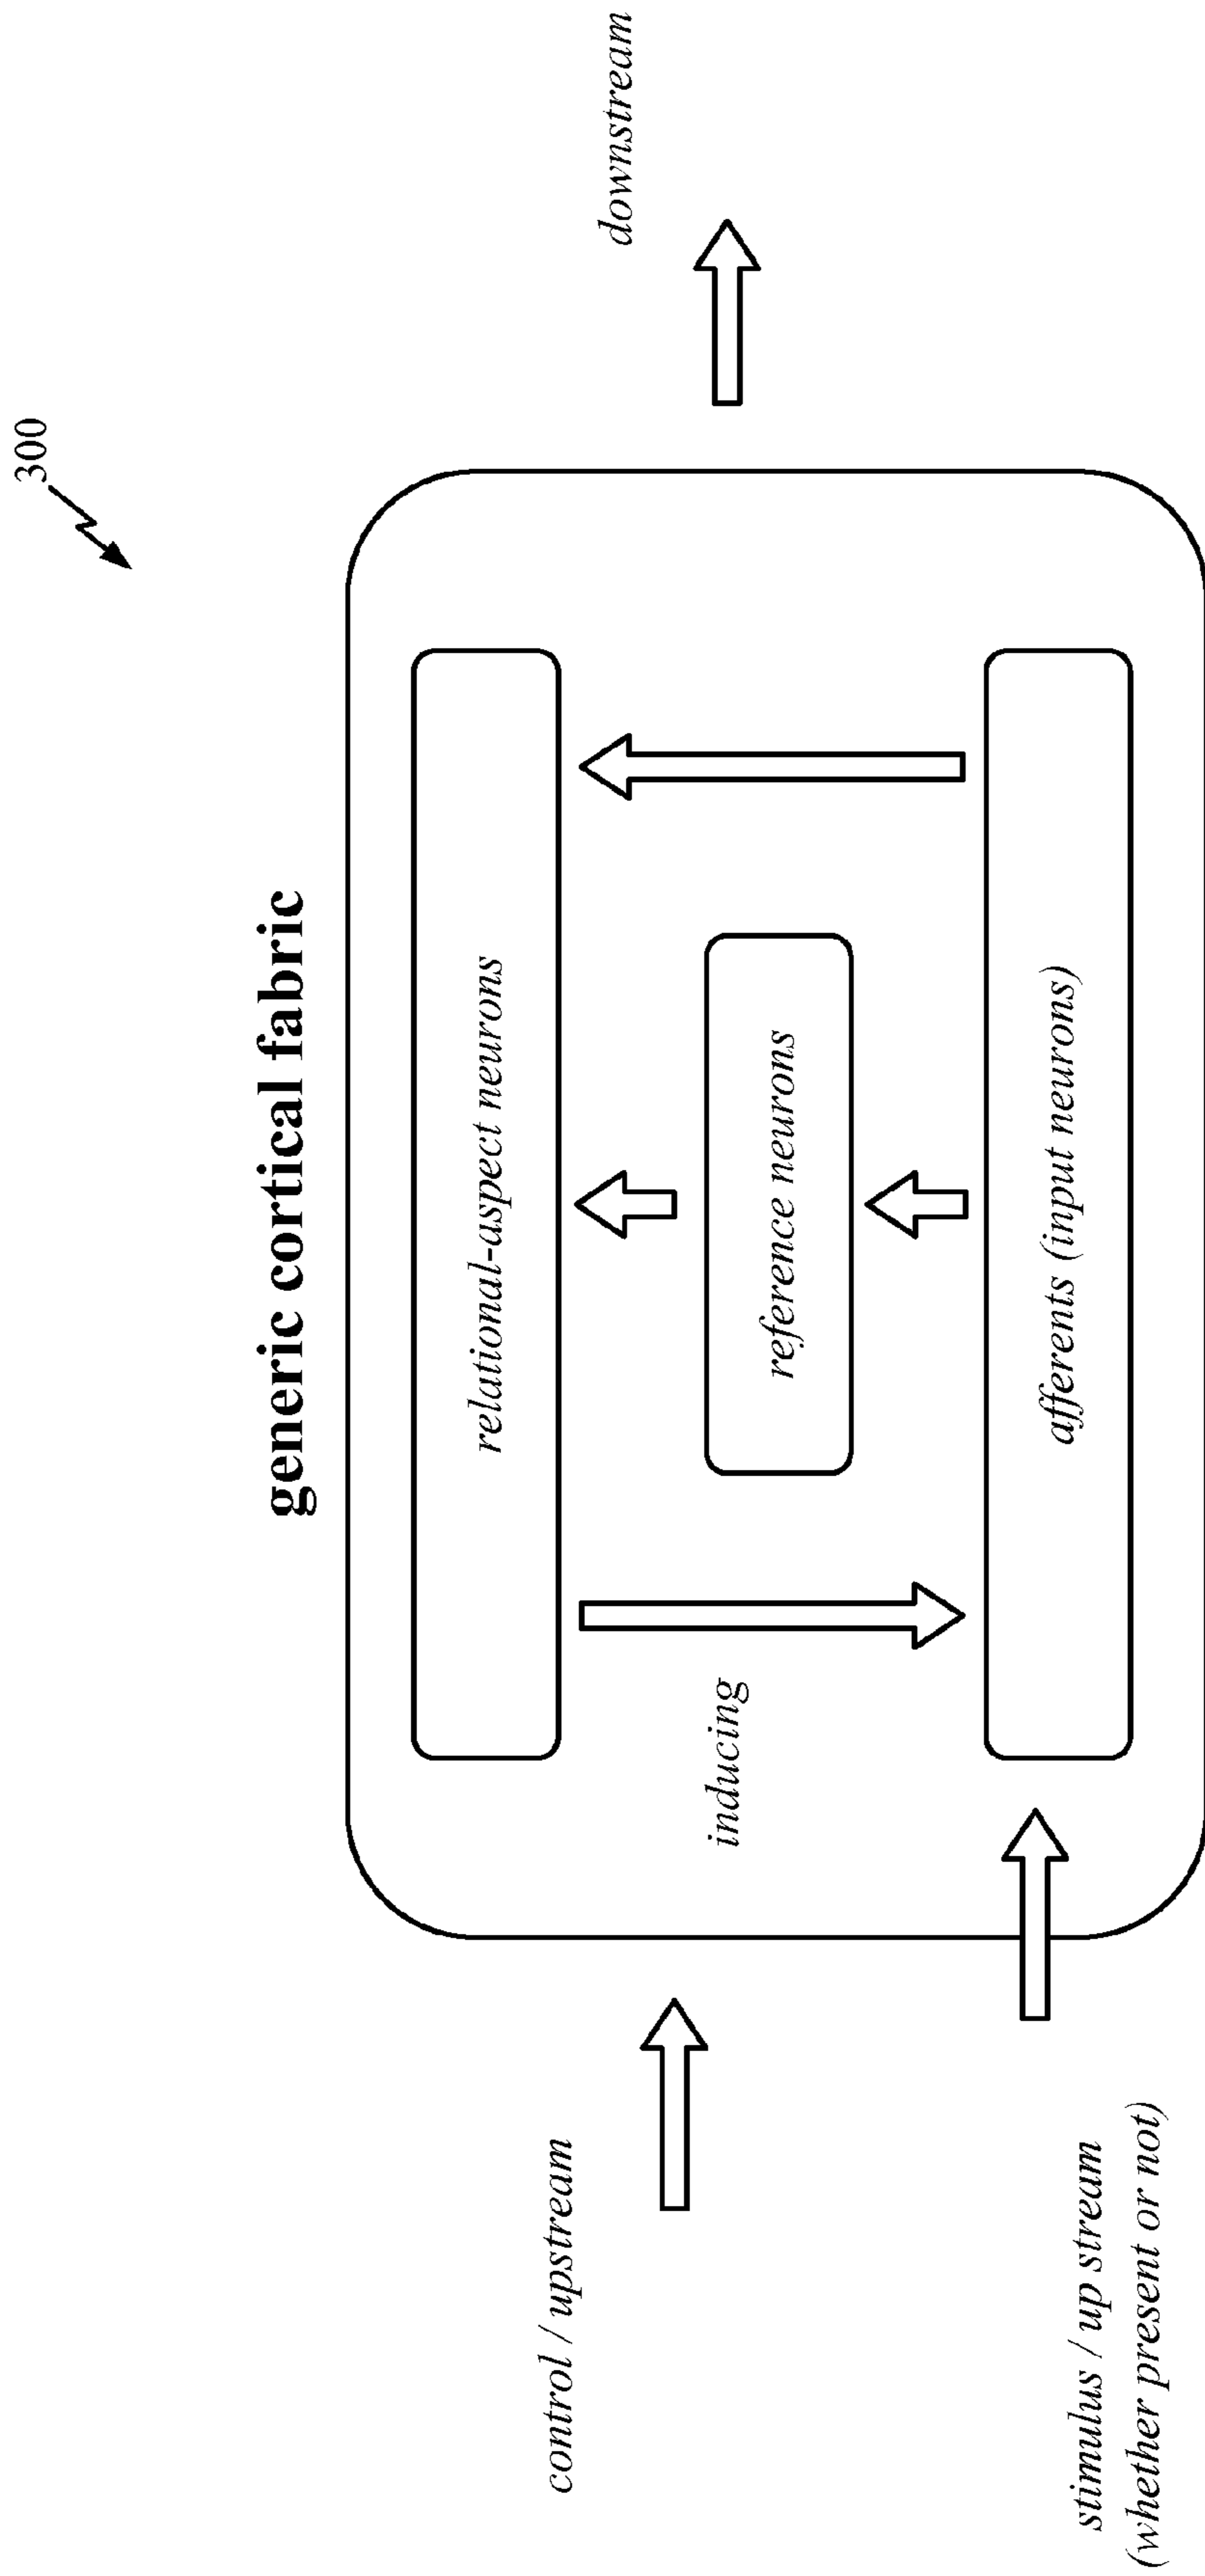 300
generic cortical fabric
control / upstream
relational-aspect neurons
downstream
inducing
reference neurons
stimulus / up stream
(whether present or not)
afferents (input neurons)